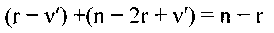 (r − ν′) +(n − 2r + ν′) = n − r